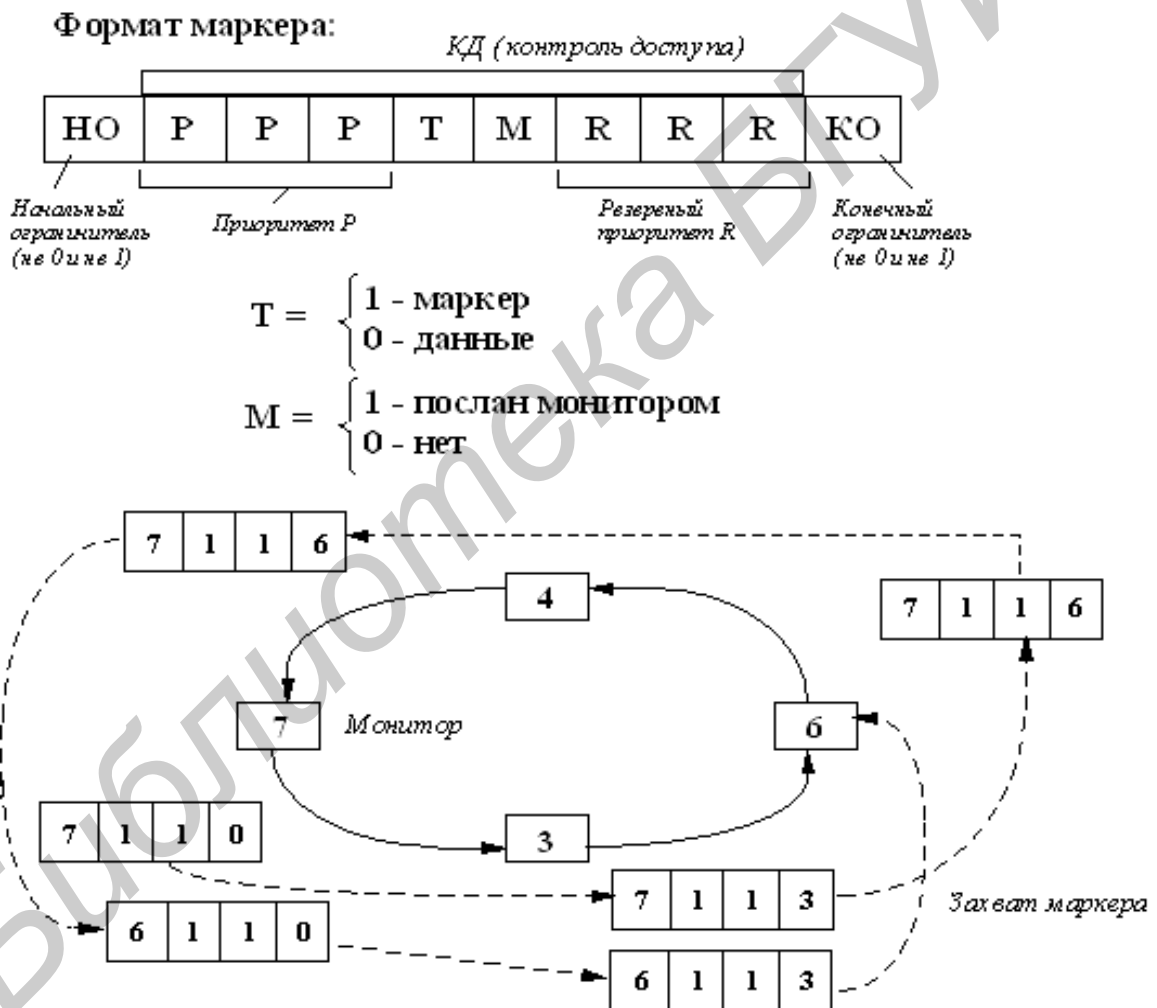 Формат маркера:
КД (контроль доступа)
НО P P P T M R R R КО
Начальный
ограничитель
(не 0 и не 1)
Приоритет P
Резереный
приоритет R
Конечный
ограничитель
(не 0 и не 1)
T =
1 - маркер
0 - данные
M =
1 - послан монитором
0 - нет
7 1 1 6
4
7 1 1 6
7
Монитор
6
7 1 1 0
3
7 1 1 3
Захват маркера
6 1 1 0
6 1 1 3
Библиотека БГУИ